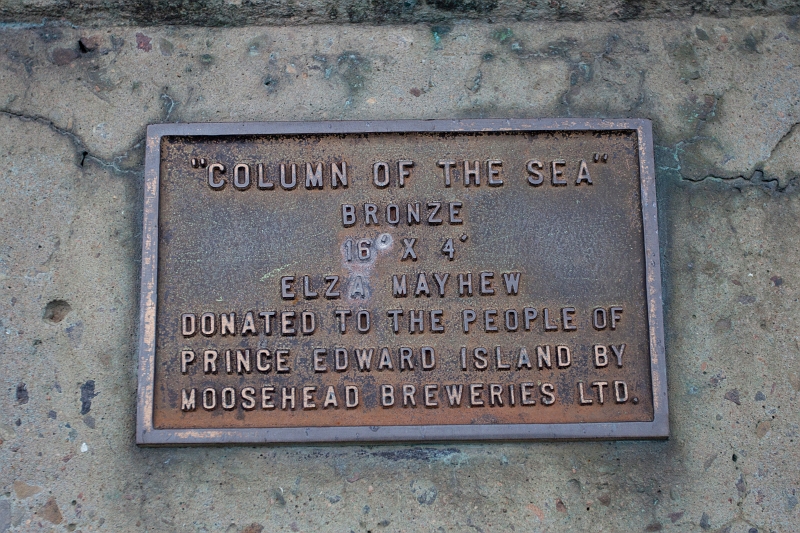 "COLUMN OF THE SEA"
BRONZE
16' X 4'
ELZA MAYHEW
DONATED TO THE PEOPLE OF
PRINCE EDWARD ISLAND BY
MOOSEHEAD BREWERIES LTD.